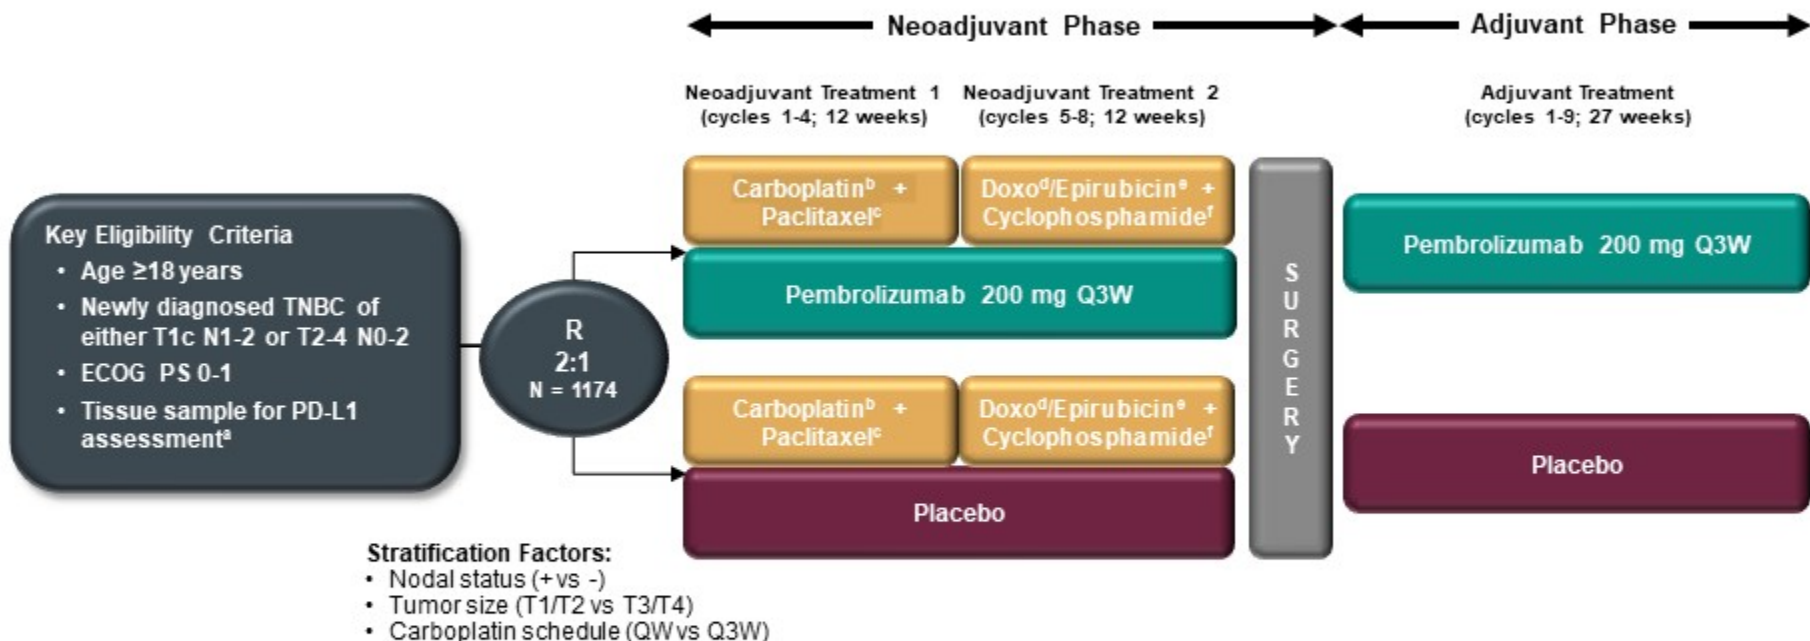 Neoadjuvant Phase
Adjuvant Phase
Neoadjuvant Treatment 1
(cycles 1-4; 12 weeks)
Neoadjuvant Treatment 2
(cycles 5-8; 12 weeks)
Adjuvant Treatment
(cycles 1-9; 27 weeks)
Key Eligibility Criteria
• Age ≥18 years
• Newly diagnosed TNBC of
either T1c N1-2 or T2-4 N0-2
• ECOG PS 0-1
• Tissue sample for PD-L1
assessmentᵃ
R
2:1
N = 1174
Carboplatinᵇ +
Paclitaxelᶜ
Doxoᵈ/Epirubicinᵉ +
Cyclophosphamideᶠ
Pembrolizumab 200 mg Q3W
Carboplatinᵇ +
Paclitaxelᶜ
Doxoᵈ/Epirubicinᵉ +
Cyclophosphamideᶠ
Placebo
SURGERY
Pembrolizumab 200 mg Q3W
Placebo
Stratification Factors:
• Nodal status (+ vs -)
• Tumor size (T1/T2 vs T3/T4)
• Carboplatin schedule (QW vs Q3W)